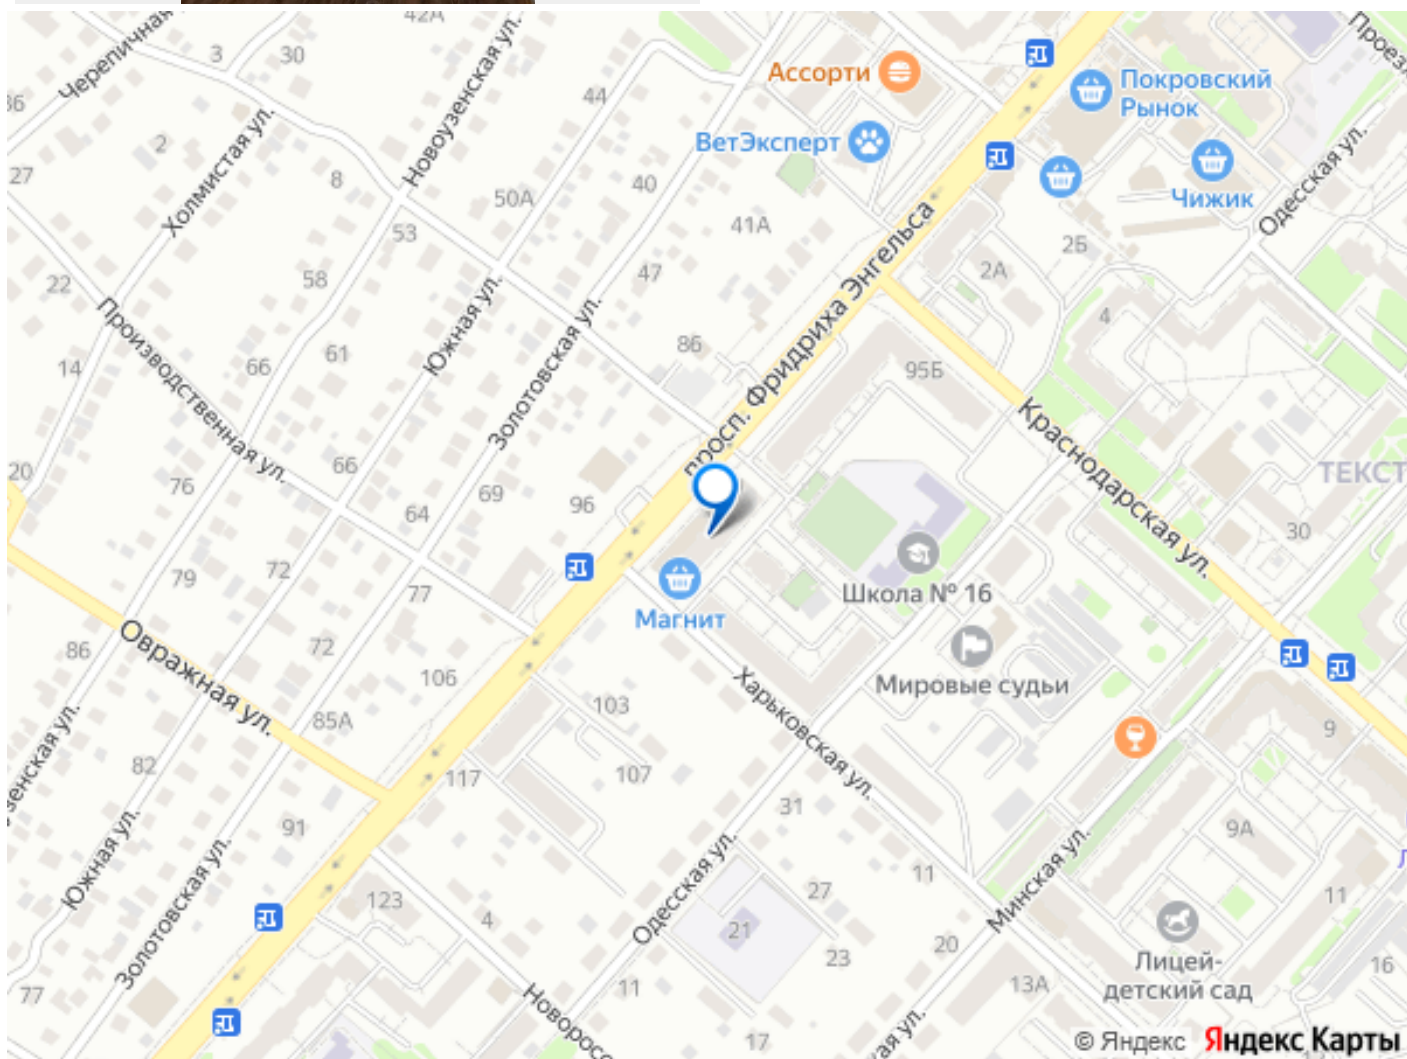 42А
Черепичная
3
30
Новоузенская ул.
Ассорти
Покровский
Рынок
36
44
Холмистая ул.
2
ВетЭксперт
Чижик
Одесская ул.
27
8
50А
40
41А
53
2Б
2А
просп. Фридриха Энгельса
22
58
47
4
Производственная ул.
Южная ул.
Золотовская ул.
86
14
66
61
95Б
Краснодарская ул.
20
76
66
69
96
64
ТЕКСТ
30
79
72
77
Школа № 16
Магнит
Овражная ул.
86
72
106
Мировые судьи
85А
103
Харьковская ул.
9
82
117
107
91
31
9А
Южная ул.
Золотовская ул.
Одесская ул.
Минская ул.
123
4
27
11
11
21
20
23
Лицей-
детский сад
16
77
11
13А
17
© Яндекс Яндекс Карты